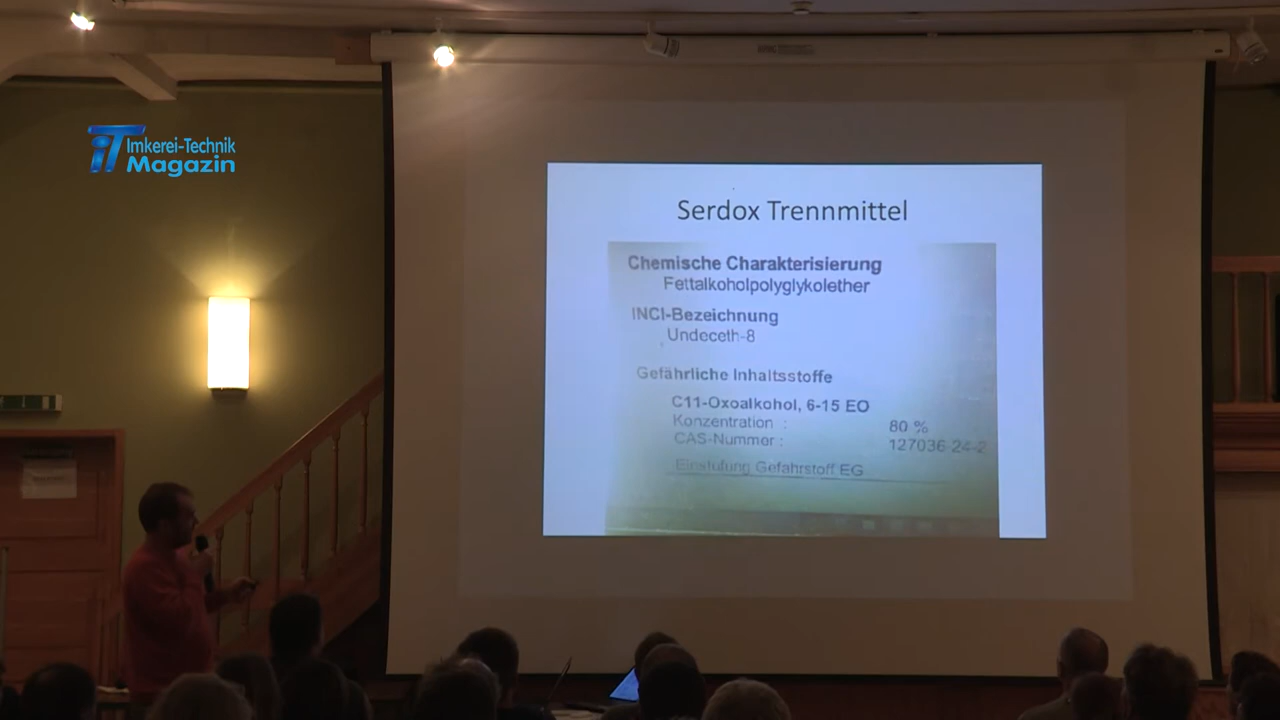 iT Imkerei-Technik
Magazin
Serdox Trennmittel
Chemische Charakterisierung
Fettalkoholpolyglykolether
INCI-Bezeichnung
Undeceth-8
Gefährliche Inhaltsstoffe
C11-Oxoalkohol, 6-15 EO
Konzentration : 80 %
CAS-Nummer : 127036-24-2
Einstufung Gefahrstoff EG